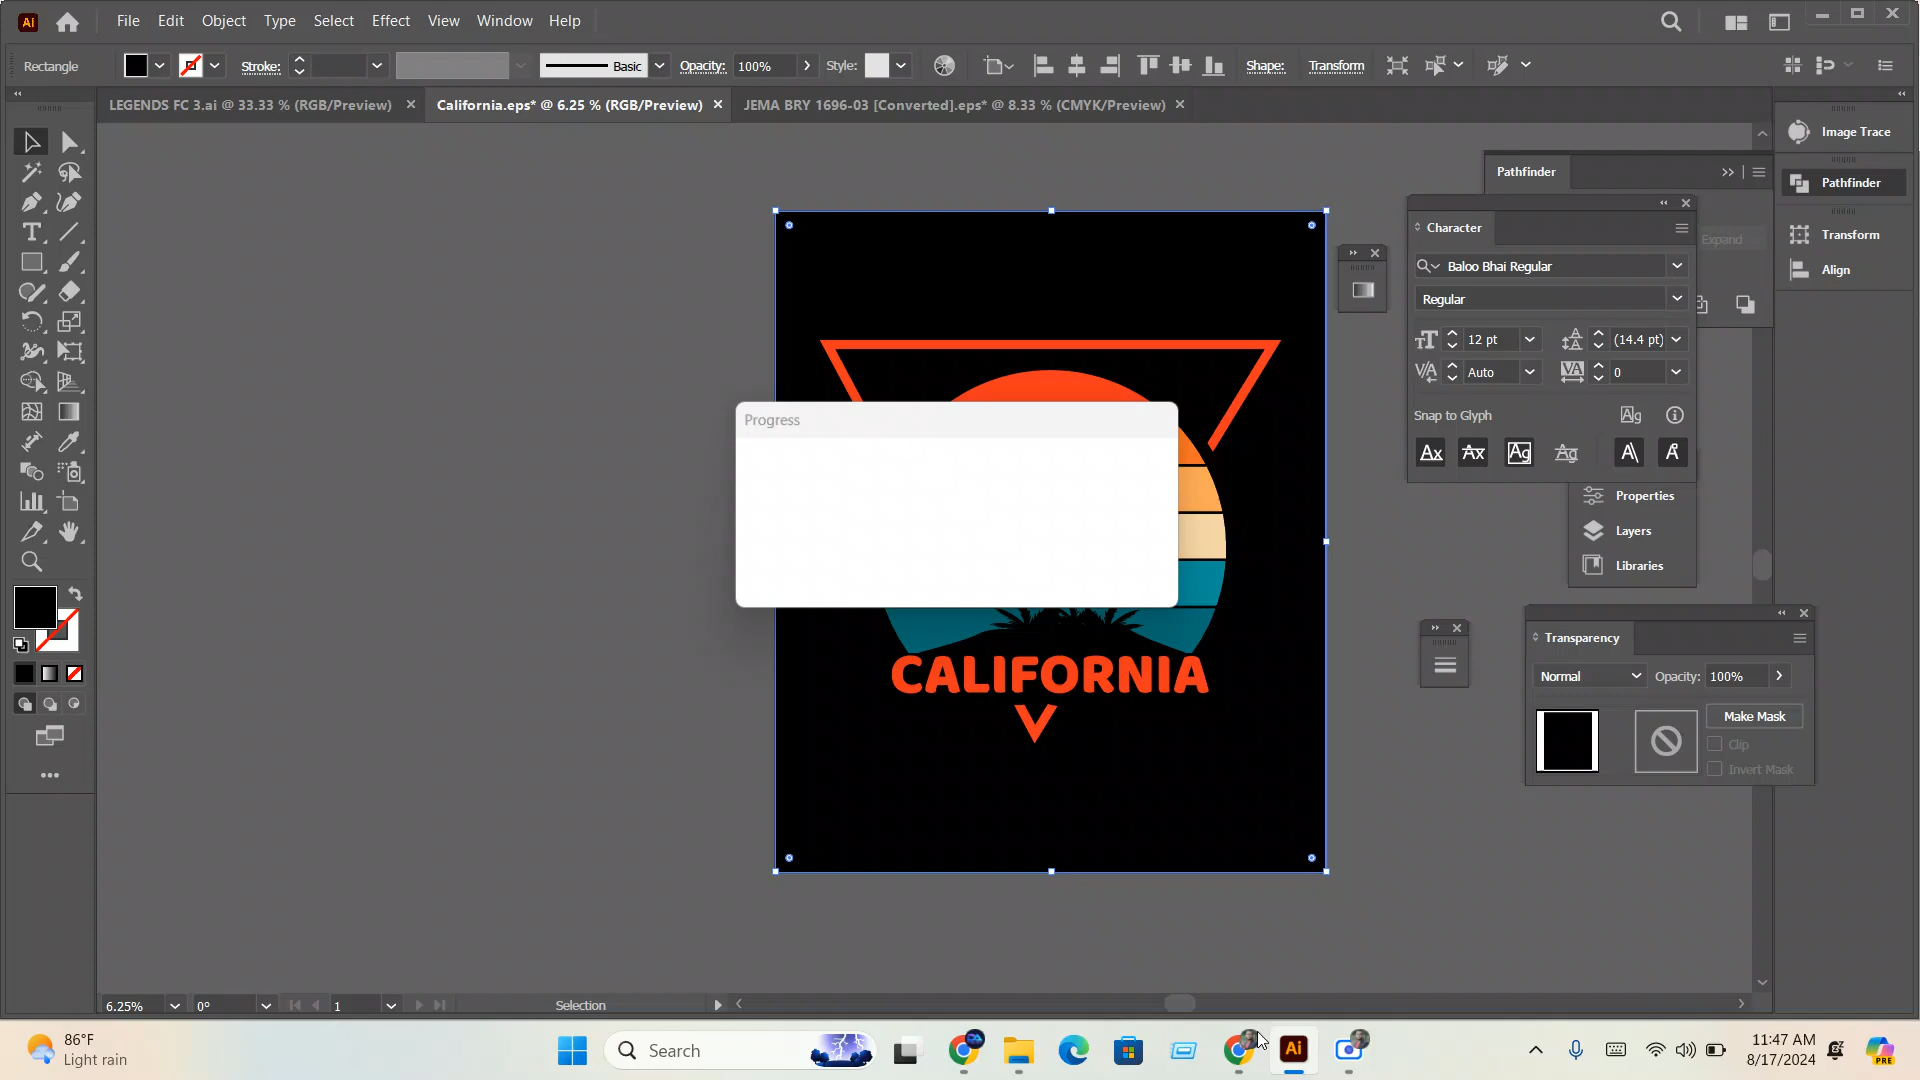 Ai File Edit Object Type Select Effect View Window Help
Rectangle Stroke: Basic Opacity: 100% Style: Shape: Transform
LEGENDS FC 3.ai @ 33.33 % (RGB/Preview) California.eps* @ 6.25 % (RGB/Preview) JEMA BRY 1696-03 [Converted].eps* @ 8.33 % (CMYK/Preview)
Image Trace
Pathfinder
Pathfinder
Character
Transform
Expand
Baloo Bhai Regular
Align
Regular
12 pt (14.4 pt)
Auto 0
Snap to Glyph
Progress
Properties
Layers
Libraries
Transparency
Normal Opacity: 100%
Make Mask
Clip
Invert Mask
CALIFORNIA
6.25% 0° 1 Selection
86°F
Light rain
Search
Ai
11:47 AM
8/17/2024
PRE